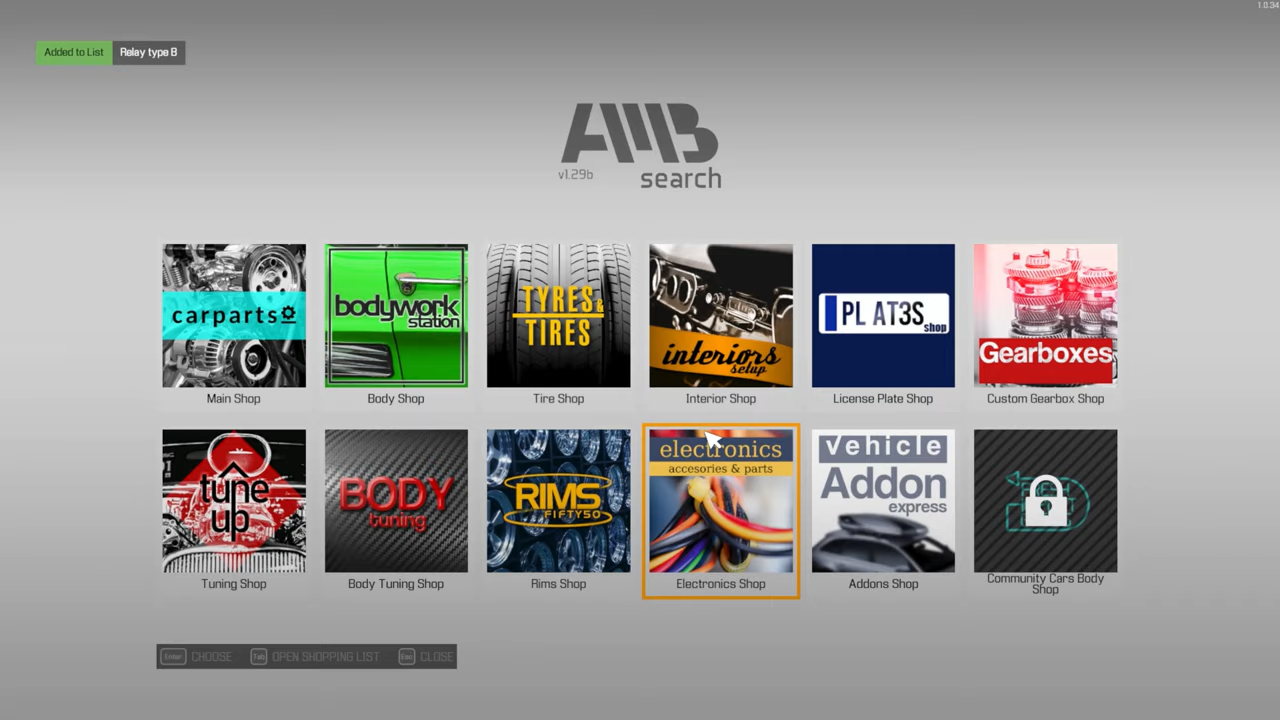 1.0.34
Added to List Relay type B
AMB
v1.29b search
carparts
Main Shop
bodywork
station
Body Shop
TYRES&
TIRES
Tire Shop
interiors
setup
Interior Shop
PL AT3S
shop
License Plate Shop
Gearboxes
Custom Gearbox Shop
tune
up
Tuning Shop
BODY
tuning
Body Tuning Shop
RIMS
FIFTY50
Rims Shop
electronics
accesories & parts
Electronics Shop
vehicle
Addon
express
Addons Shop
Community Cars Body
Shop
Enter CHOOSE Tab OPEN SHOPPING LIST Esc CLOSE